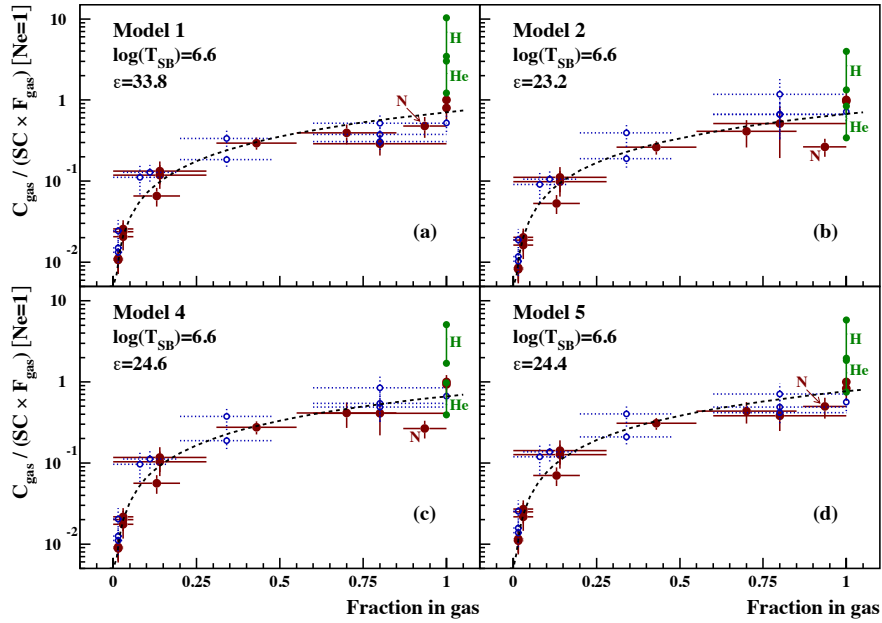 Model 1
log(T_SB)=6.6
ε=33.8
H
He
N
(a)
Model 2
log(T_SB)=6.6
ε=23.2
H
He
N
(b)
C_gas / (SC × F_gas) [Ne=1]
10
1
10^-1
10^-2
Model 4
log(T_SB)=6.6
ε=24.6
H
He
N
(c)
Model 5
log(T_SB)=6.6
ε=24.4
H
He
N
(d)
C_gas / (SC × F_gas) [Ne=1]
10
1
10^-1
10^-2
0 0.25 0.5 0.75 1
0 0.25 0.5 0.75 1
Fraction in gas
Fraction in gas